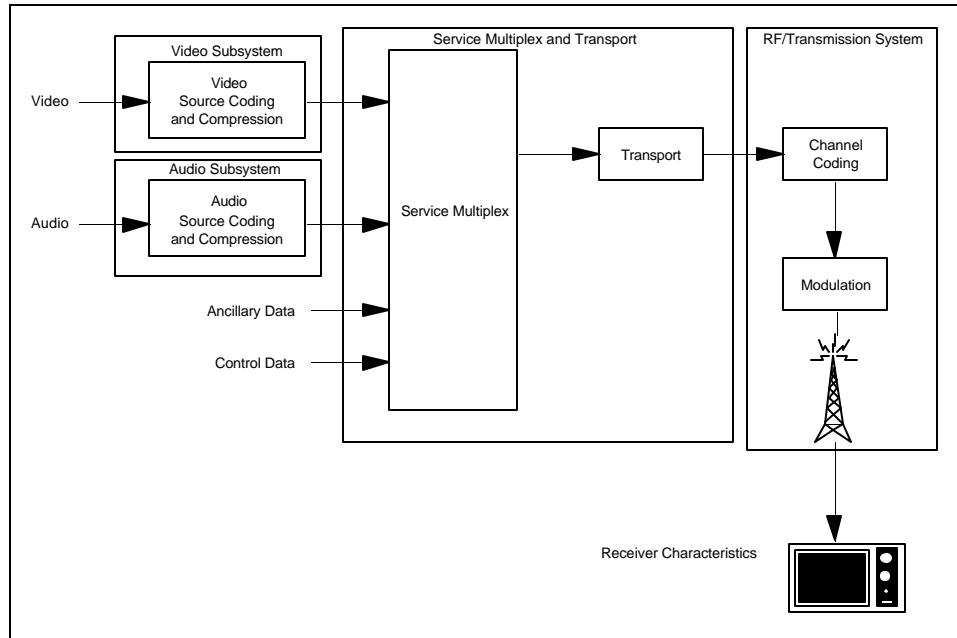 Video Subsystem
Service Multiplex and Transport
RF/Transmission System
Video
Video
Source Coding
and Compression
Audio Subsystem
Audio
Audio
Source Coding
and Compression
Service Multiplex
Transport
Channel
Coding
Modulation
Ancillary Data
Control Data
Receiver Characteristics